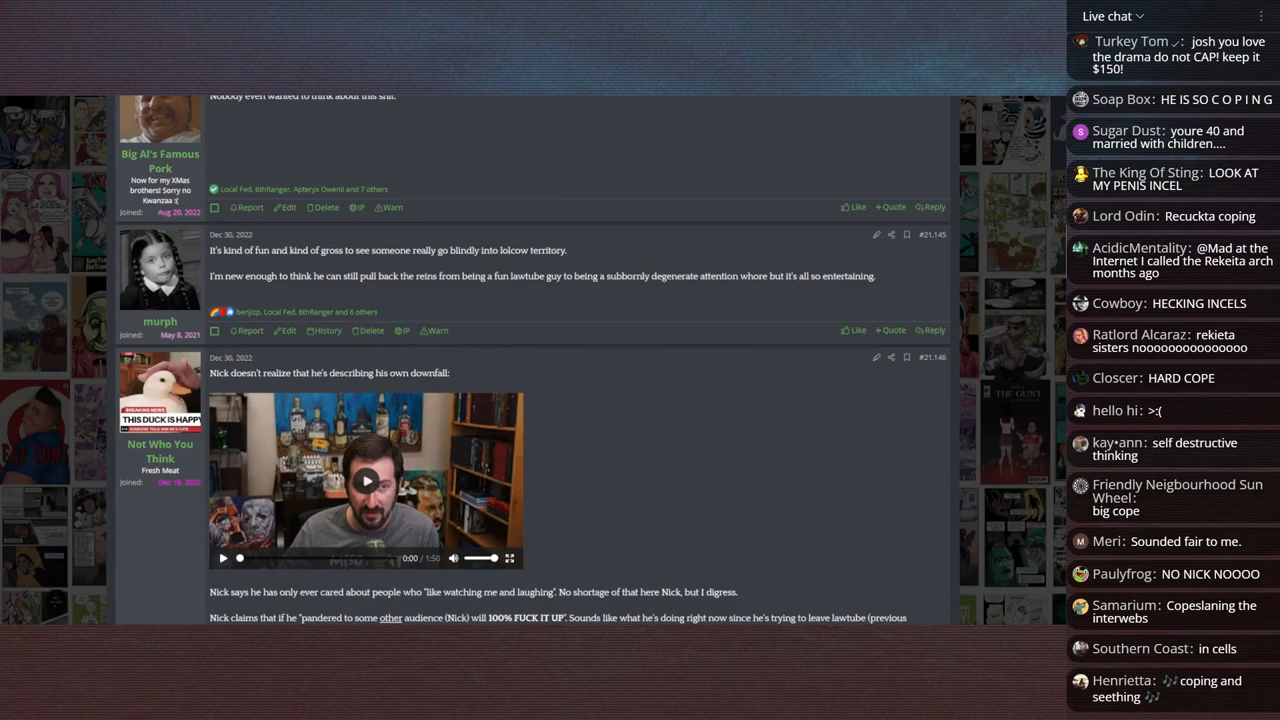 Nobody even wanted to think about this shit.
Big Al's Famous
Pork
Now for my XMas
brothers! Sorry no
Kwanzaa :(
Joined: Aug 20, 2022
Local Fed, 6thRanger, Apteryx Owenii and 7 others
Report Edit Delete IP Warn
Like +Quote Reply
Dec 30, 2022
#21,145
It's kind of fun and kind of gross to see someone really go blindly into lolcow territory.
I'm new enough to think he can still pull back the reins from being a fun lawtube guy to being a subbornly degenerate attention whore but it's all so entertaining.
murph
Joined: May 8, 2021
benjizp, Local Fed, 6thRanger and 6 others
Report Edit History Delete IP Warn
Like +Quote Reply
Dec 30, 2022
#21,146
Nick doesn't realize that he's describing his own downfall:
BREAKING NEWS
THIS DUCK IS HAPPY
SOMEONE TOLD HIM HE'S CUTE
Not Who You
Think
Fresh Meat
Joined: Dec 18, 2022
0:00 / 1:50
Nick says he has only ever cared about people who "like watching me and laughing". No shortage of that here Nick, but I digress.
Nick claims that if he "pandered to some other audience (Nick) will 100% FUCK IT UP". Sounds like what he's doing right now since he's trying to leave lawtube (previous
THE GUNT
Live chat
Turkey Tom: josh you love
the drama do not CAP! keep it
$150!
Soap Box: HE IS SO C O P I N G
Sugar Dust: youre 40 and
married with children....
The King Of Sting: LOOK AT
MY PENIS INCEL
Lord Odin: Recuckta coping
AcidicMentality: @Mad at the
Internet I called the Rekeita arch
months ago
Cowboy: HECKING INCELS
Ratlord Alcaraz: rekieta
sisters nooooooooooooooo
Closcer: HARD COPE
hello hi: >:(
kay•ann: self destructive
thinking
Friendly Neigbourhood Sun
Wheel:
big cope
Meri: Sounded fair to me.
Paulyfrog: NO NICK NOOOO
Samarium: Copeslaning the
interwebs
Southern Coast: in cells
Henrietta: 🎶coping and
seething 🎶